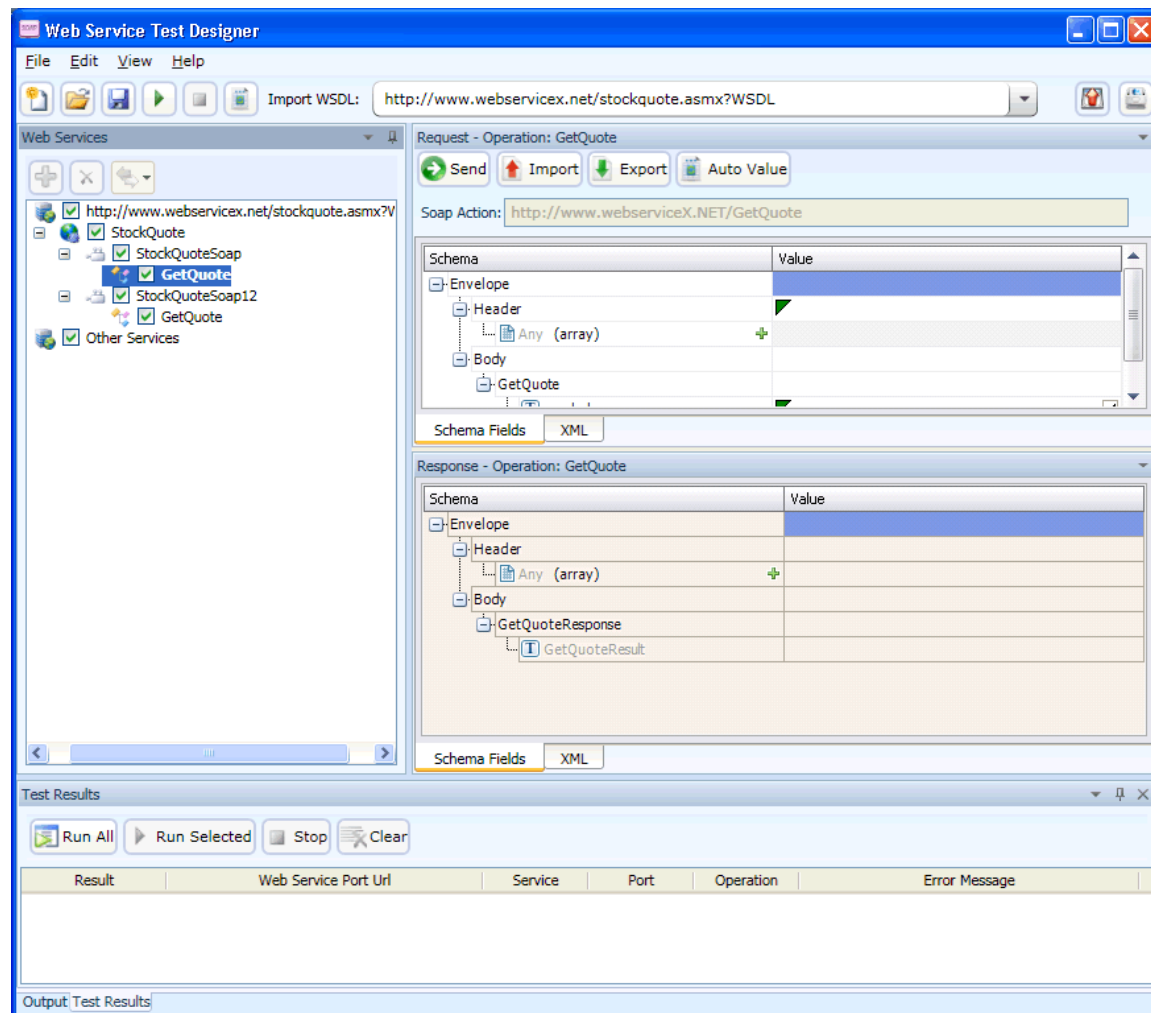 Web Service Test Designer
File Edit View Help
Import WSDL: http://www.webservicex.net/stockquote.asmx?WSDL
Web Services
http://www.webservicex.net/stockquote.asmx?V
StockQuote
StockQuoteSoap
GetQuote
StockQuoteSoap12
GetQuote
Other Services
Request - Operation: GetQuote
Send Import Export Auto Value
Soap Action: http://www.webserviceX.NET/GetQuote
Schema Value
Envelope
Header
Any (array)
Body
GetQuote
Schema Fields XML
Response - Operation: GetQuote
Schema Value
Envelope
Header
Any (array)
Body
GetQuoteResponse
T GetQuoteResult
Schema Fields XML
Test Results
Run All Run Selected Stop Clear
Result Web Service Port Url Service Port Operation Error Message
Output Test Results